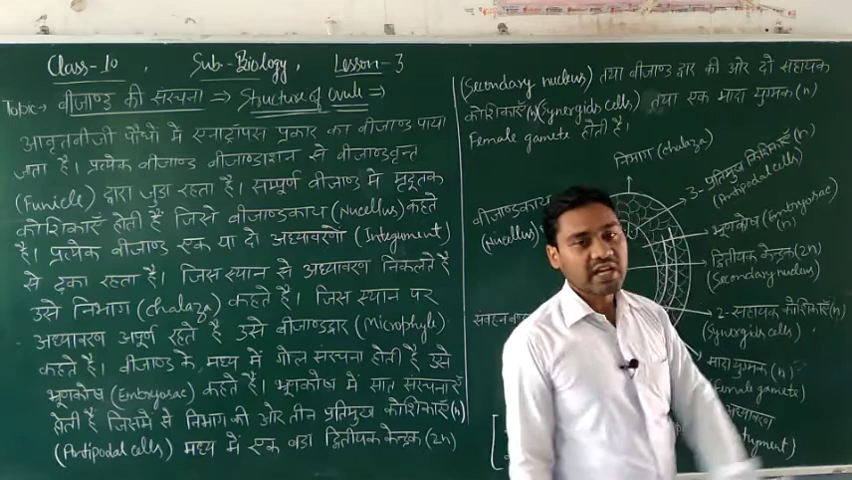 Class-10, Sub:-Biology, Lesson-3
Topic:- बीजाण्ड की संरचना ⇒ Structure of ovule ⇒
आवृतबीजी पौधों में एनाट्रॉपस प्रकार का बीजाण्ड पाया
जाता है। प्रत्येक बीजाण्ड बीजाण्डाशन से बीजाण्डवृन्त
(Funicle) द्वारा जुडा रहता है। सम्पूर्ण बीजाण्ड में मृदूतक
कोशिकाएँ होती हैं जिसे बीजाण्डकाय (Nucellus) कहते
है। प्रत्येक बीजाण्ड एक या दो अध्यावरणों (Integument)
से ढका रहता है। जिस स्थान से अध्यावरण निकलते है
उसे निभाग (chalaza) कहते है। जिस स्थान पर
अध्यावरण अपूर्ण रहते है उसे बीजाण्डद्वार (Microphyle)
कहते हैं। बीजाण्ड के मध्य में गोल संरचना होती है उसे
भूणकोष (Embryosac) कहते है। भूणकोष में सात संरचनाएँ
होती है जिसमे से निभाग की ओर तीन प्रतिमुख कोशिकाएँ (n)
(Antipodal cells) मध्य में एक बडा द्वितीयक केन्द्रक (2n)
(Secondary nucleus) तथा बीजाण्ड द्वार की ओर दो सहायक
कोशिकाएँ (n) (Synergids cells) तथा एक मादा युग्मक (n)
Female gamete होती है।
निभाग (chalaza)
3- प्रतिमुख कोशिकाएँ (n)
(Antipodal cells)
बीजाण्डकाय
(Nucellus)
भूणकोष (Embryosac)
(n)
द्वितीयक केन्द्रक (2n)
(Secondary nucleus)
2-सहायक कोशिकाएँ (n)
(Synergids cells)
मादा युग्मक (n)
(Female gamete)